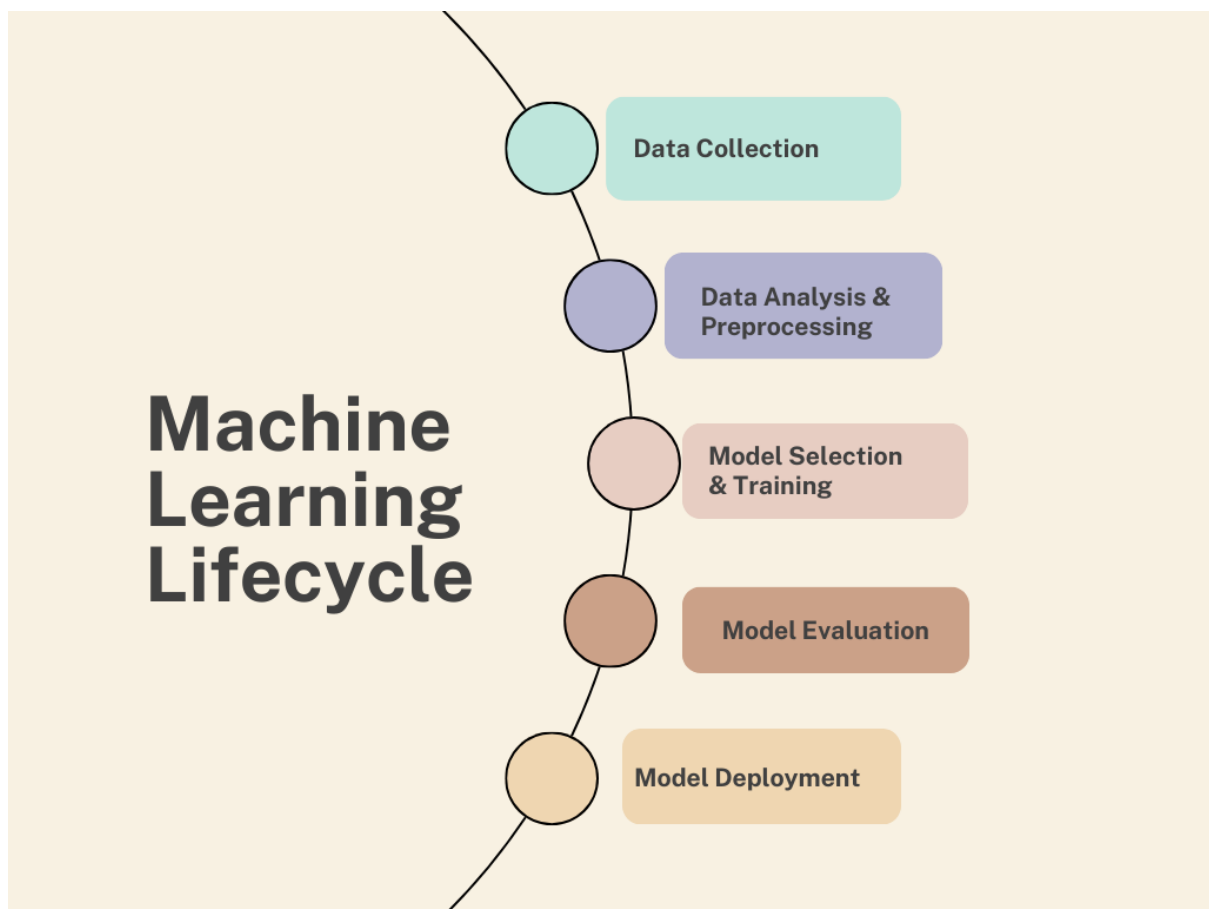 Machine
Learning
Lifecycle
Data Collection
Data Analysis &
Preprocessing
Model Selection
& Training
Model Evaluation
Model Deployment